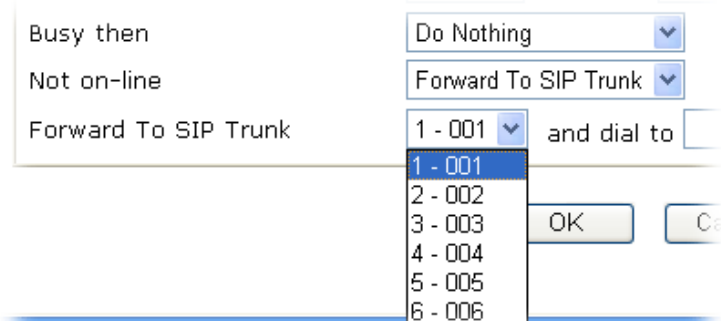 Busy then Do Nothing
Not on-line Forward To SIP Trunk
Forward To SIP Trunk 1 - 001 and dial to
1 - 001
2 - 002
3 - 003 OK
4 - 004
5 - 005
6 - 006